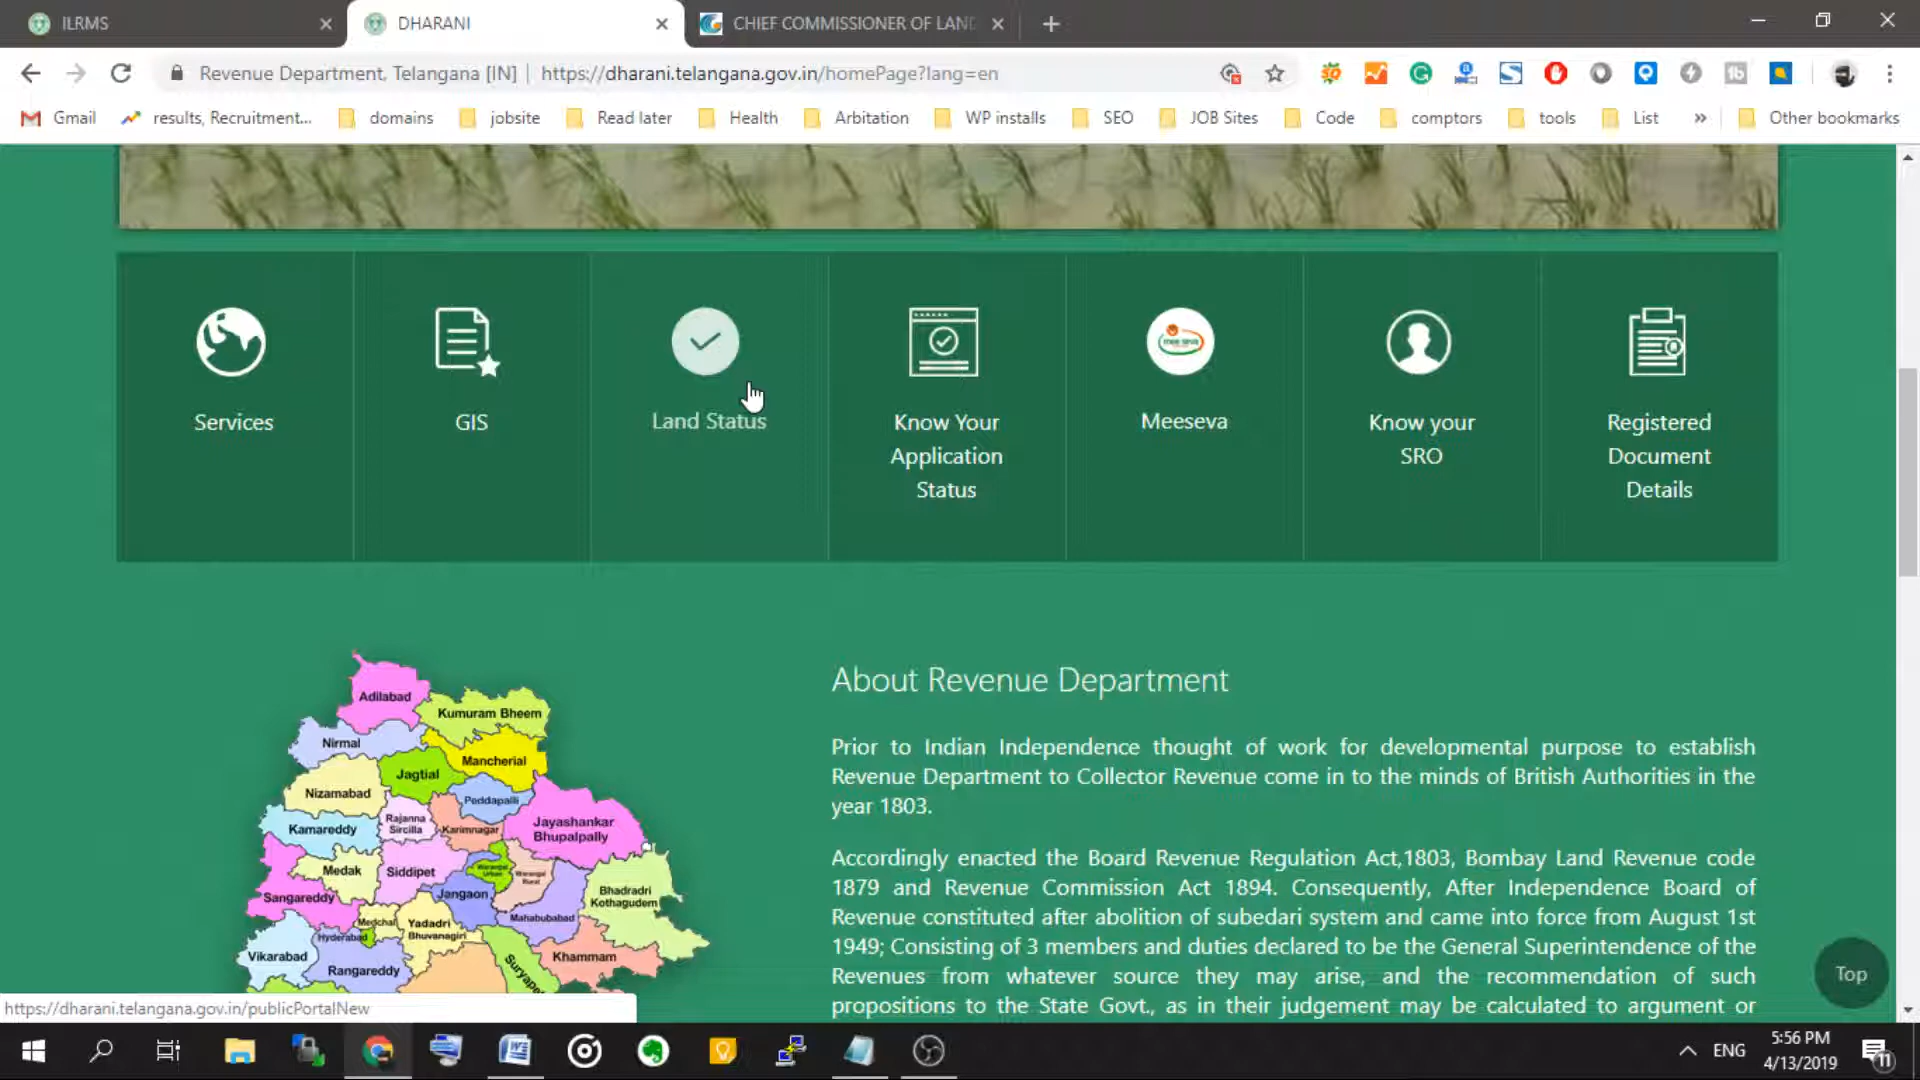 ILRMS
DHARANI
CHIEF COMMISSIONER OF LAND
Revenue Department, Telangana [IN] | https://dharani.telangana.gov.in/homePage?lang=en
Gmail results, Recruitment... domains jobsite Read later Health Arbitation WP installs SEO JOB Sites Code comptors tools List » Other bookmarks
Services
GIS
Land Status
Know Your
Application
Status
mee seva
Meeseva
Know your
SRO
Registered
Document
Details
Adilabad
Kumuram Bheem
Nirmal
Mancherial
Jagtial
Nizamabad
Peddapalli
Rajanna
Sircilla
Karimnagar
Jayashankar
Bhupalpally
Kamareddy
Medak
Siddipet
Warangal
Urban
Warangal
Rural
Sangareddy
Jangaon
Bhadradri
Kothagudem
Medchal
Yadadri
Bhuvanagiri
Mahabubabad
Hyderabad
Vikarabad
Rangareddy
Suryapet
Khammam
About Revenue Department
Prior to Indian Independence thought of work for developmental purpose to establish
Revenue Department to Collector Revenue come in to the minds of British Authorities in the
year 1803.
Accordingly enacted the Board Revenue Regulation Act,1803, Bombay Land Revenue code
1879 and Revenue Commission Act 1894. Consequently, After Independence Board of
Revenue constituted after abolition of subedari system and came into force from August 1st
1949; Consisting of 3 members and duties declared to be the General Superintendence of the
Revenues from whatever source they may arise, and the recommendation of such
propositions to the State Govt., as in their judgement may be calculated to argument or
Top
https://dharani.telangana.gov.in/publicPortalNew
ENG
5:56 PM
4/13/2019
11